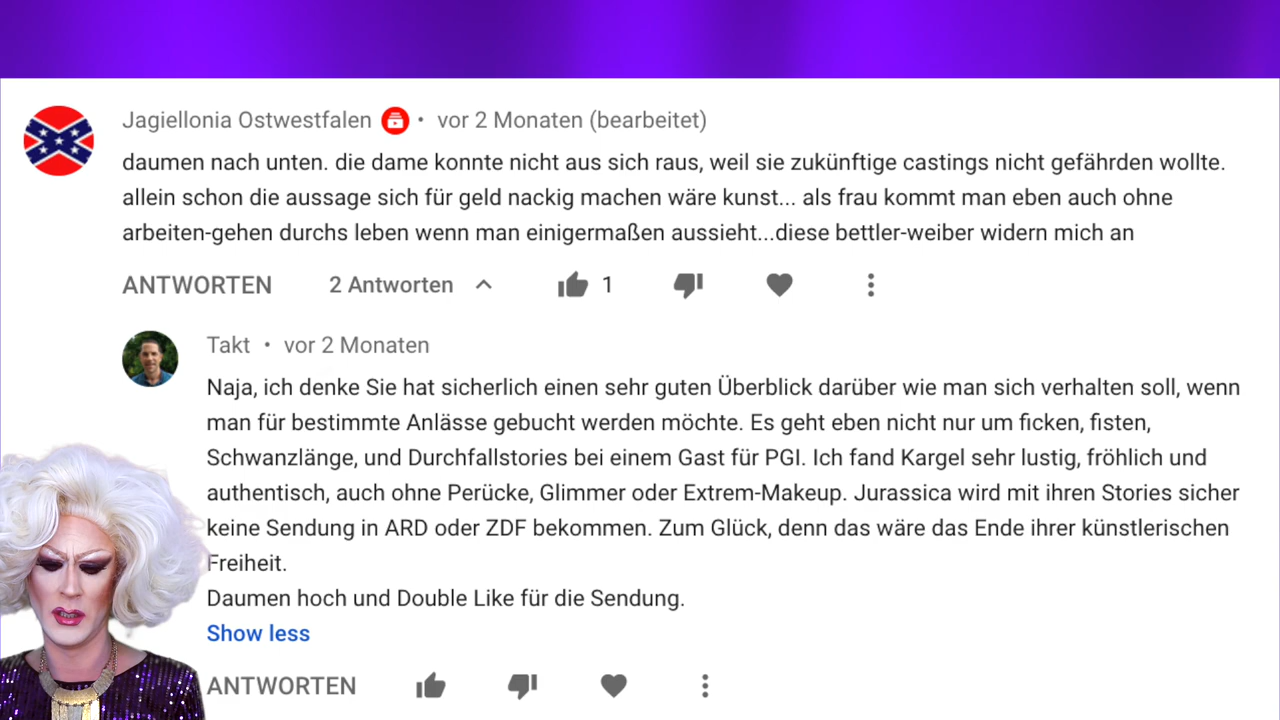 Jagiellonia Ostwestfalen • vor 2 Monaten (bearbeitet)
daumen nach unten. die dame konnte nicht aus sich raus, weil sie zukünftige castings nicht gefährden wollte.
allein schon die aussage sich für geld nackig machen wäre kunst... als frau kommt man eben auch ohne
arbeiten-gehen durchs leben wenn man einigermaßen aussieht...diese bettler-weiber widern mich an
ANTWORTEN 2 Antworten 1
Takt • vor 2 Monaten
Naja, ich denke Sie hat sicherlich einen sehr guten Überblick darüber wie man sich verhalten soll, wenn
man für bestimmte Anlässe gebucht werden möchte. Es geht eben nicht nur um ficken, fisten,
Schwanzlänge, und Durchfallstories bei einem Gast für PGI. Ich fand Kargel sehr lustig, fröhlich und
authentisch, auch ohne Perücke, Glimmer oder Extrem-Makeup. Jurassica wird mit ihren Stories sicher
keine Sendung in ARD oder ZDF bekommen. Zum Glück, denn das wäre das Ende ihrer künstlerischen
Freiheit.
Daumen hoch und Double Like für die Sendung.
Show less
ANTWORTEN